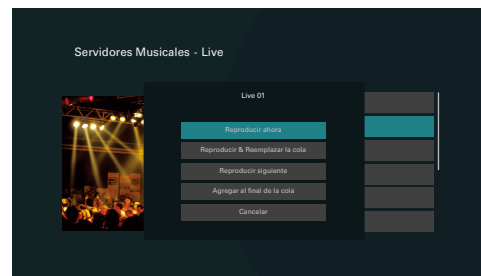 Servidores Musicales - Live
Live 01
Reproducir ahora
Reproducir & Reemplazar la cola
Reproducir siguiente
Agregar al final de la cola
Cancelar